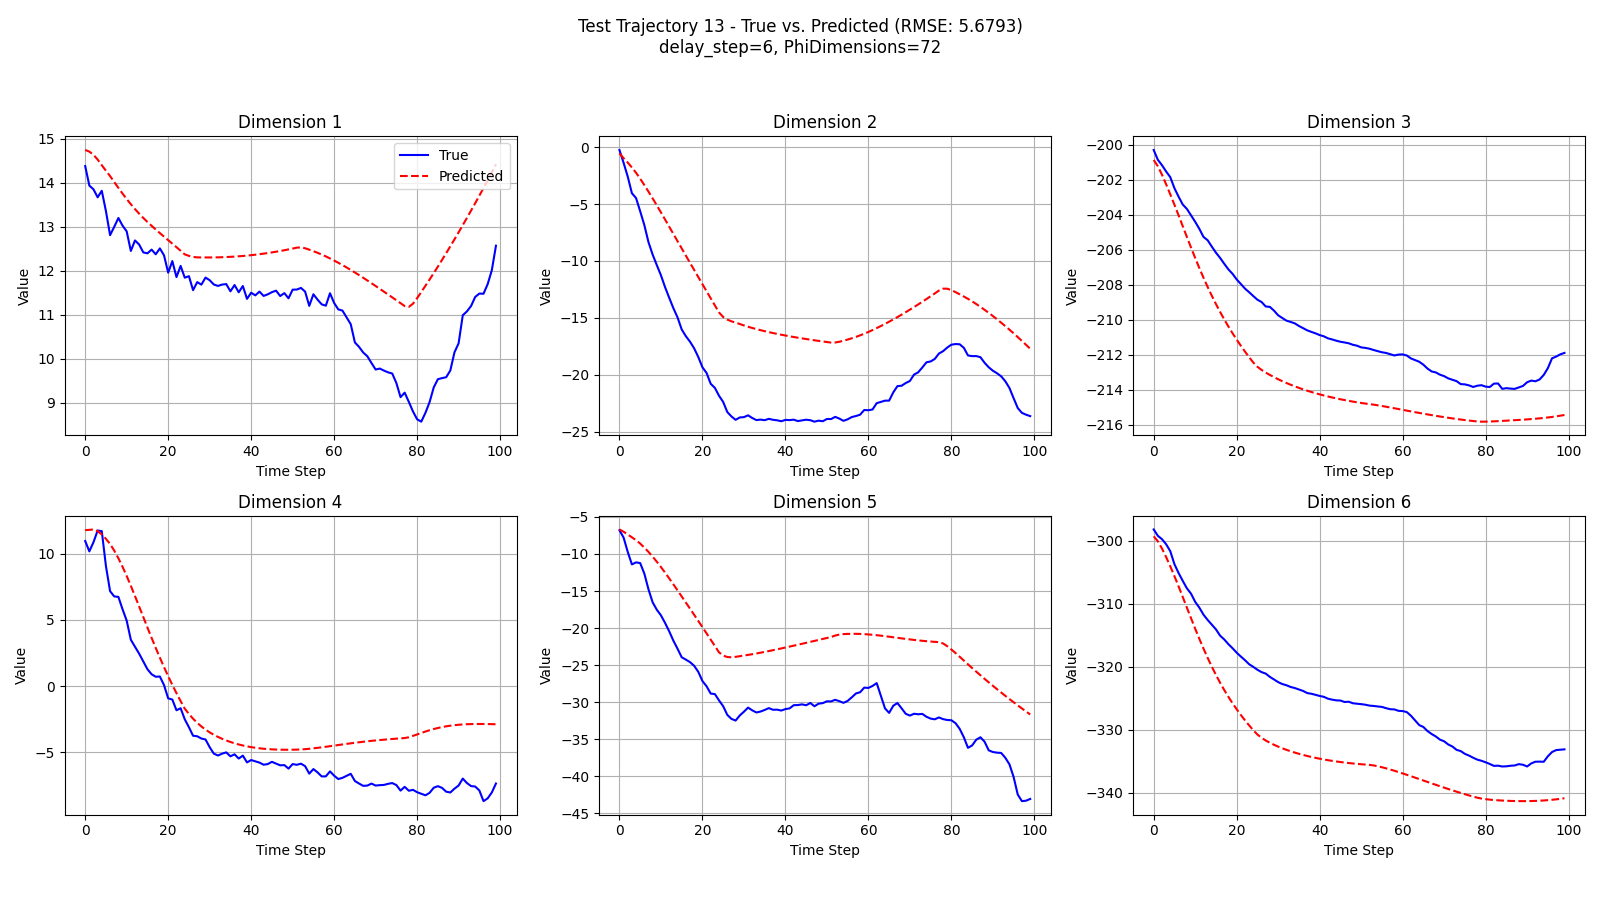 Test Trajectory 13 - True vs. Predicted (RMSE: 5.6793)
delay_step=6, PhiDimensions=72
Dimension 1
15
14
13
12
11
10
9
Value
0 20 40 60 80 100
Time Step
True
Predicted
Dimension 2
0
−5
−10
−15
−20
−25
Value
0 20 40 60 80 100
Time Step
Dimension 3
−200
−202
−204
−206
−208
−210
−212
−214
−216
Value
0 20 40 60 80 100
Time Step
Dimension 4
10
5
0
−5
Value
0 20 40 60 80 100
Time Step
Dimension 5
−5
−10
−15
−20
−25
−30
−35
−40
−45
Value
0 20 40 60 80 100
Time Step
Dimension 6
−300
−310
−320
−330
−340
Value
0 20 40 60 80 100
Time Step